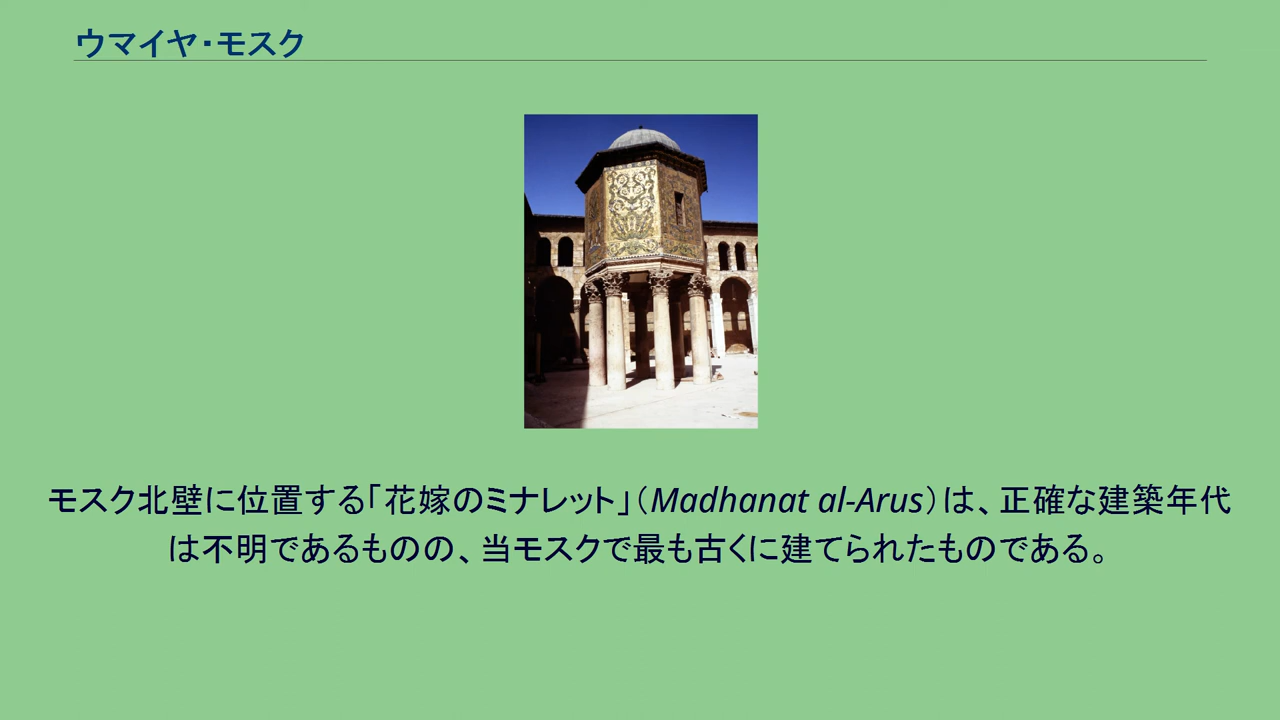 ウマイヤ・モスク
モスク北壁に位置する「花嫁のミナレット」（Madhanat al-Arus）は、正確な建築年代
は不明であるものの、当モスクで最も古くに建てられたものである。